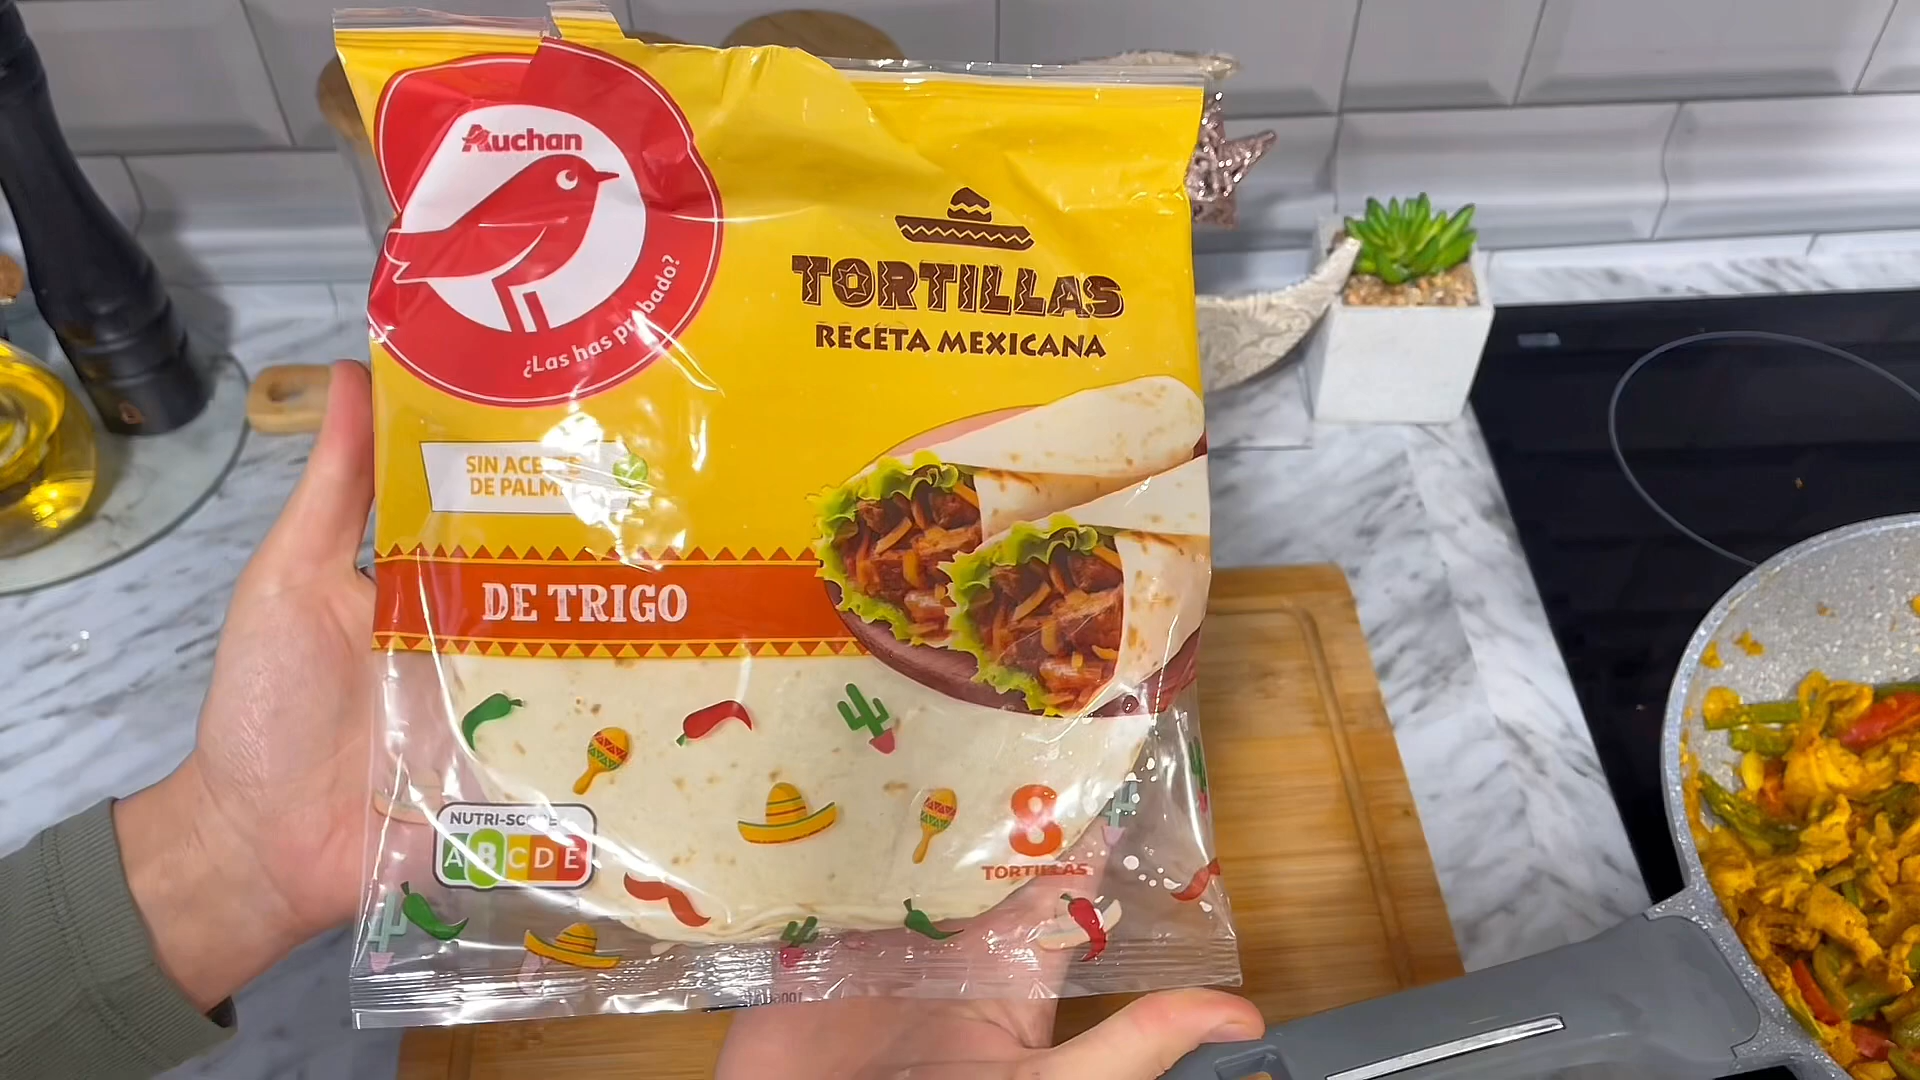 Auchan
¿Las has probado?
TORTILLAS
RECETA MEXICANA
SIN ACEITE
DE PALMA
DE TRIGO
NUTRI-SCORE
A B C D E
8
TORTILLAS